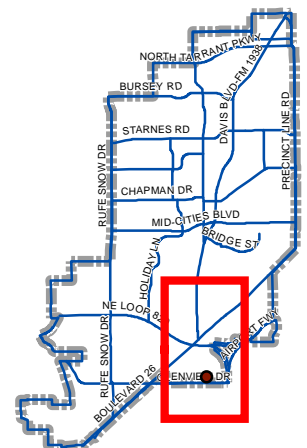 NORTH TARRANT PKWY
BURSEY RD
DAVIS BLVD-FM 1938
PRECINCT LINE RD
STARNES RD
RUFE SNOW DR
CHAPMAN DR
MID-CITIES BLVD
BRIDGE ST
HOLIDAY LN
NE LOOP 82
AIRPORT FWY
RUFE SNOW DR
BOULEVARD 26
GLENVIEW DR